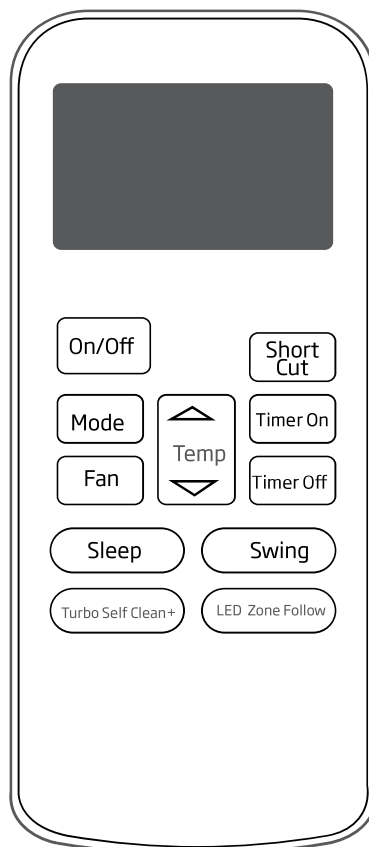 On/Off
Short
Cut
Mode
Temp
Timer On
Fan
Timer Off
Sleep
Swing
Turbo Self Clean+
LED Zone Follow